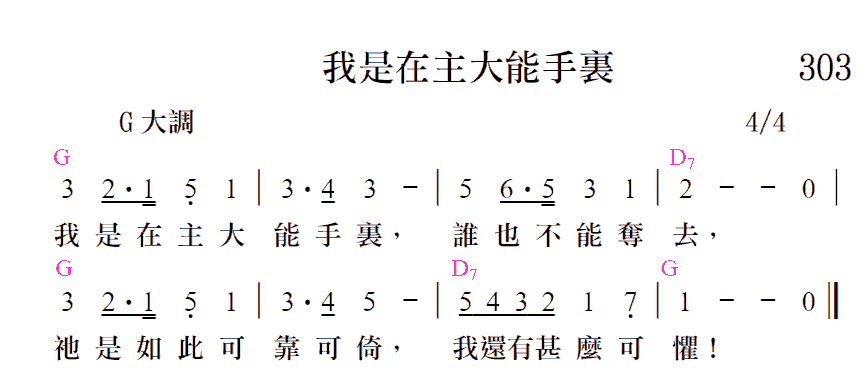 我是在主大能手裏 303
G 大調 4/4
G D7
3 2·1 5 1 | 3·4 3 - | 5 6·5 3 1 | 2 - - 0 |
我是在主大 能手裏， 誰也不能奪 去，
G D7 G
3 2·1 5 1 | 3·4 5 - | 5 4 3 2 1 7 | 1 - - 0 ‖
祂是如此可 靠可倚， 我還有甚麼可 懼！